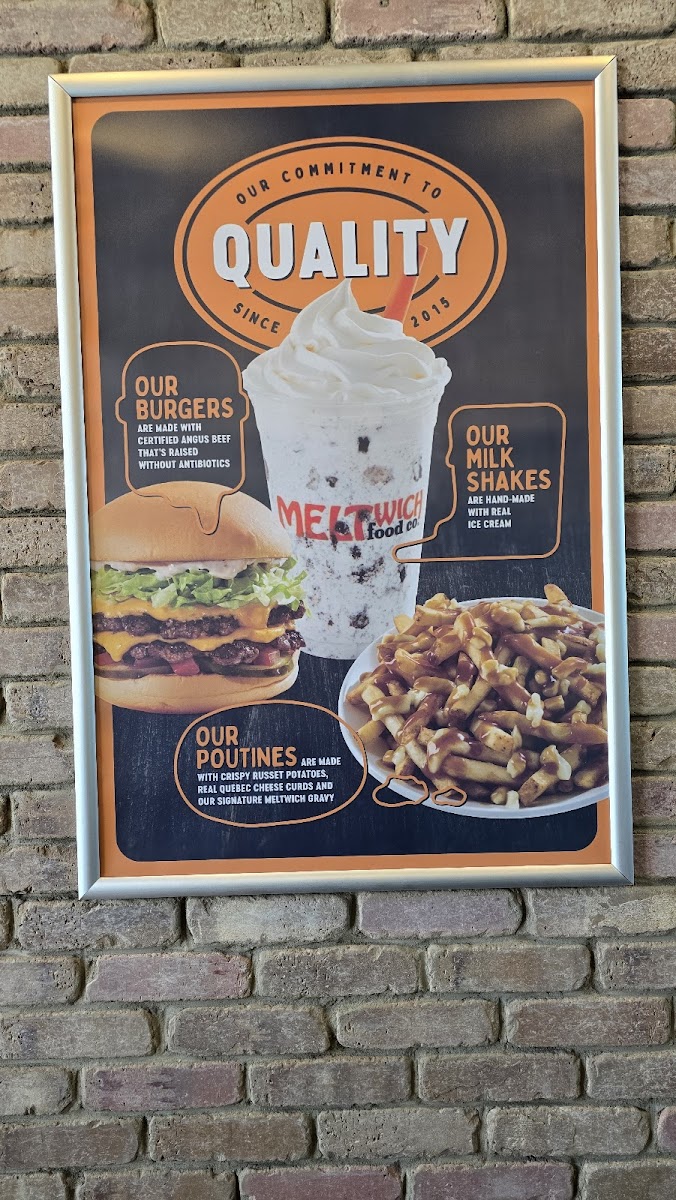 OUR COMMITMENT TO
QUALITY
SINCE 2015
OUR
BURGERS
ARE MADE WITH
CERTIFIED ANGUS BEEF
THAT'S RAISED
WITHOUT ANTIBIOTICS
OUR
MILK
SHAKES
ARE HAND-MADE
WITH REAL
ICE CREAM
MELTWICH
food co.
OUR
POUTINES ARE MADE
WITH CRISPY RUSSET POTATOES,
REAL QUEBEC CHEESE CURDS AND
OUR SIGNATURE MELTWICH GRAVY